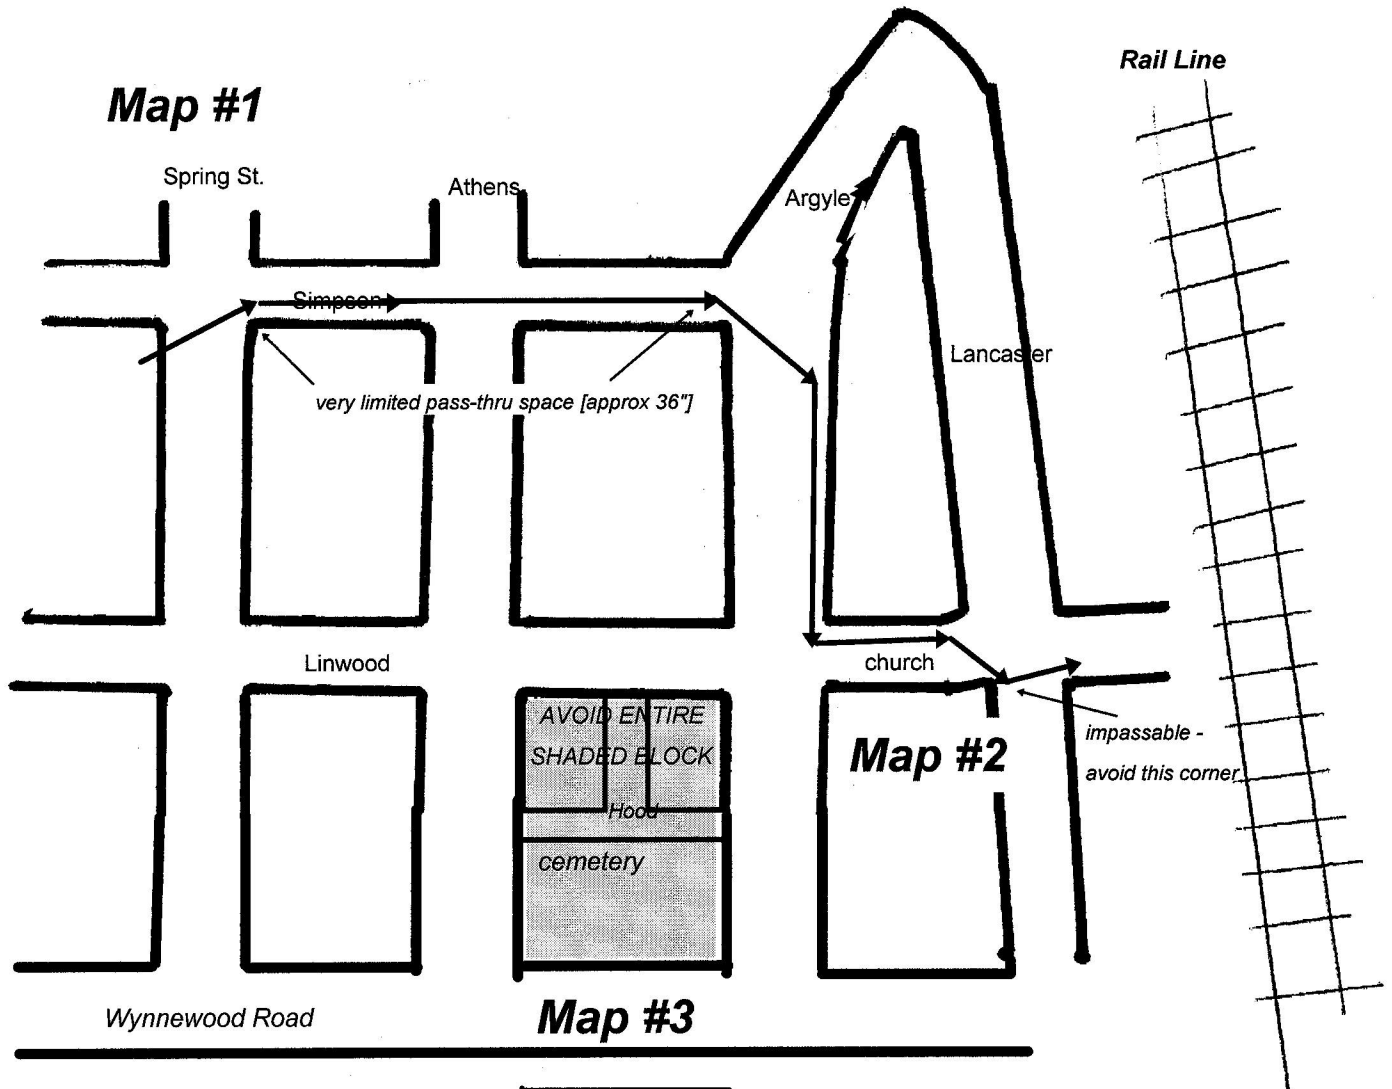 Rail Line
Map #1
Spring St.
Athens
Argyle
Simpson
Lancaster
very limited pass-thru space [approx 36"]
Linwood
church
AVOID ENTIRE
SHADED BLOCK
Map #2
impassable -
avoid this corner
Hood
cemetery
Wynnewood Road
Map #3